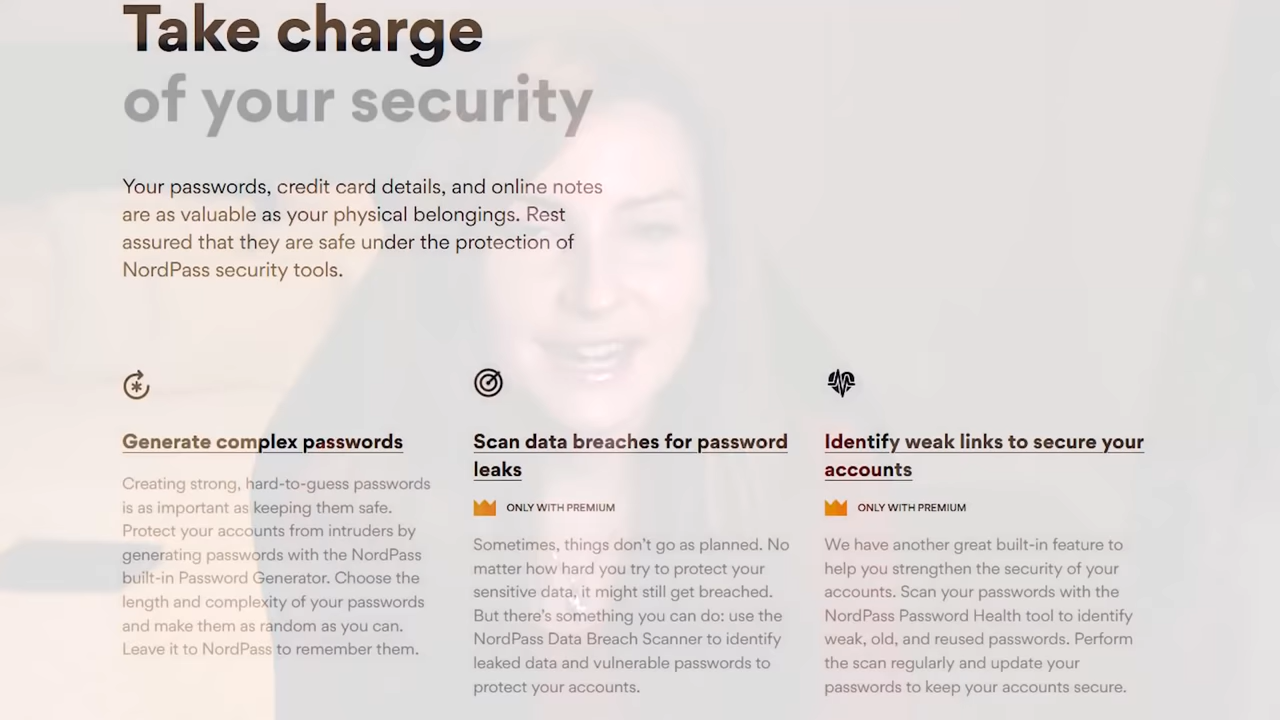 Take charge
of your security
Your passwords, credit card details, and online notes
are as valuable as your physical belongings. Rest
assured that they are safe under the protection of
NordPass security tools.
Generate complex passwords
Creating strong, hard-to-guess passwords
is as important as keeping them safe.
Protect your accounts from intruders by
generating passwords with the NordPass
built-in Password Generator. Choose the
length and complexity of your passwords
and make them as random as you can.
Leave it to NordPass to remember them.
Scan data breaches for password
leaks
ONLY WITH PREMIUM
Sometimes, things don't go as planned. No
matter how hard you try to protect your
sensitive data, it might still get breached.
But there's something you can do: use the
NordPass Data Breach Scanner to identify
leaked data and vulnerable passwords to
protect your accounts.
Identify weak links to secure your
accounts
ONLY WITH PREMIUM
We have another great built-in feature to
help you strengthen the security of your
accounts. Scan your passwords with the
NordPass Password Health tool to identify
weak, old, and reused passwords. Perform
the scan regularly and update your
passwords to keep your accounts secure.